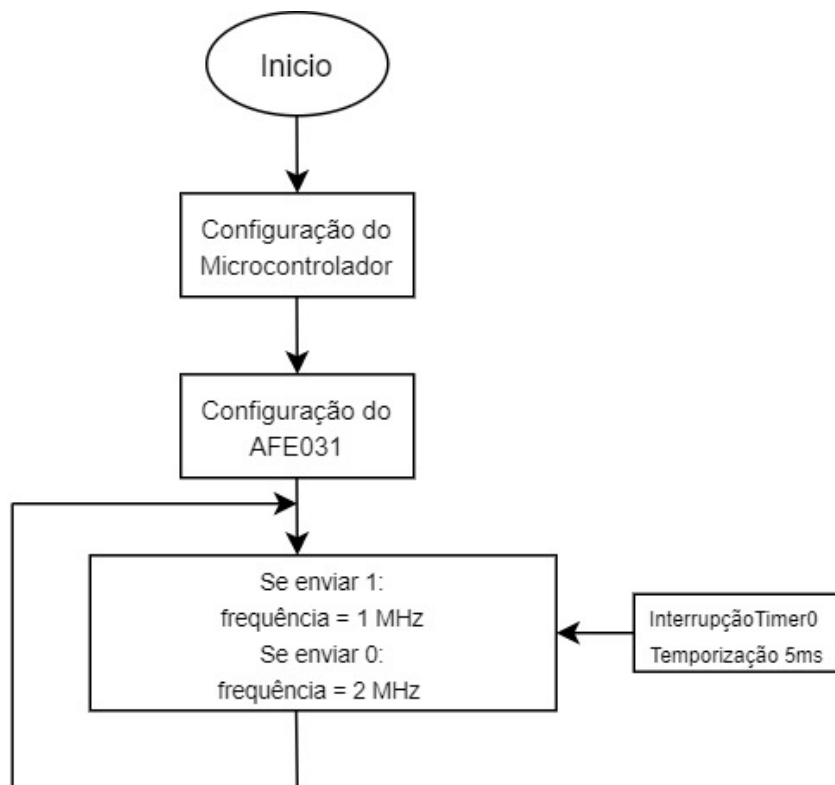 Inicio
Configuração do
Microcontrolador
Configuração do
AFE031
Se enviar 1:
frequência = 1 MHz
Se enviar 0:
frequência = 2 MHz
InterrupçãoTimer0
Temporização 5ms